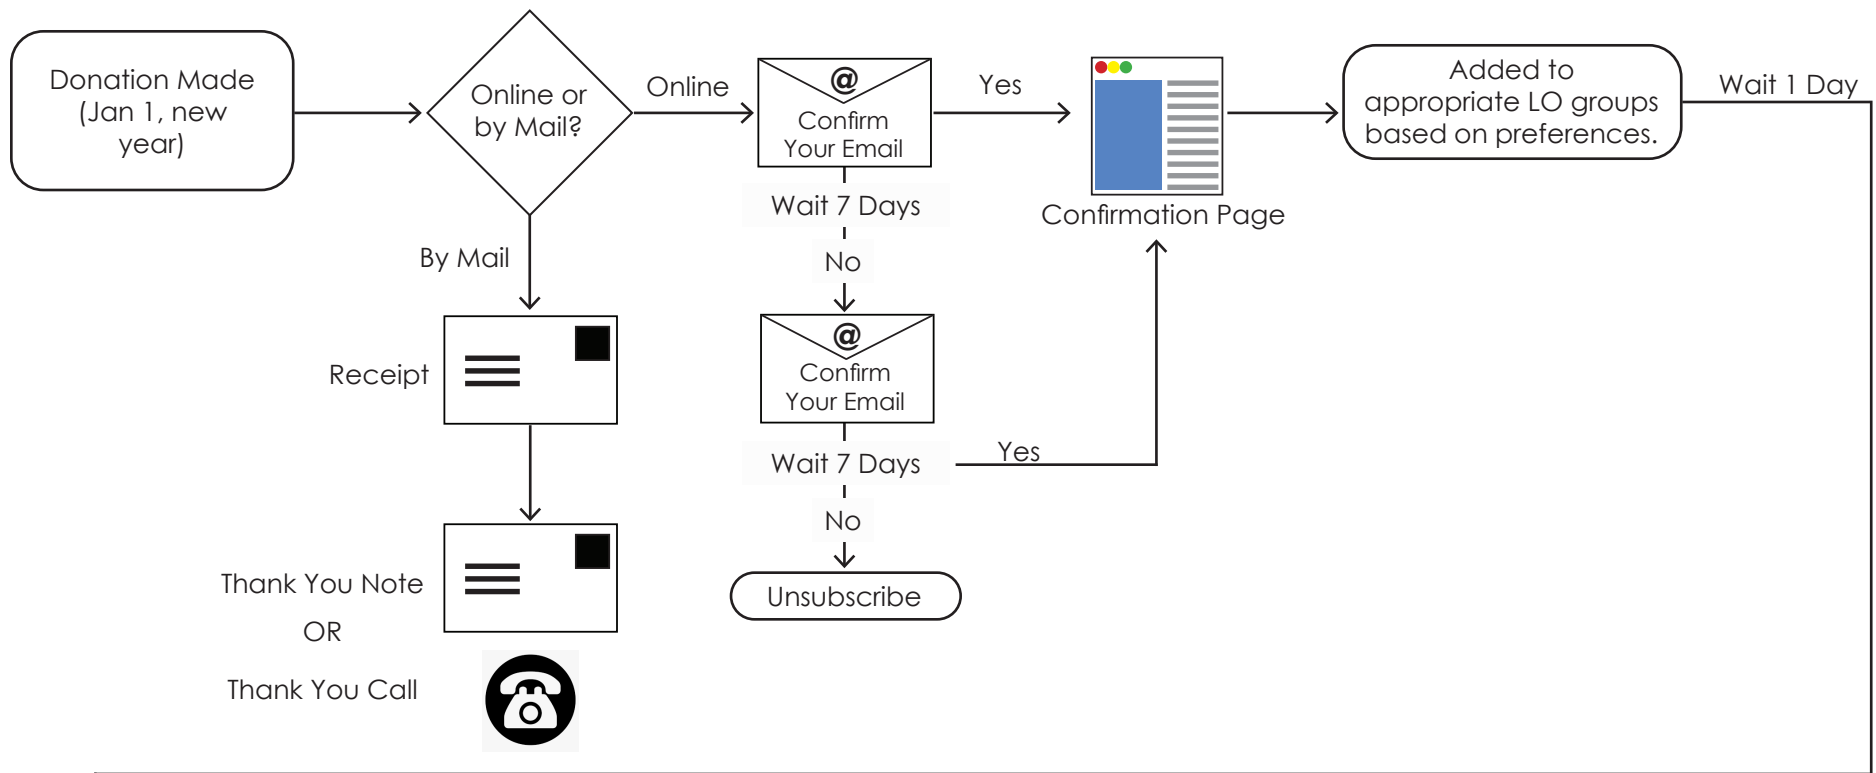 Donation Made
(Jan 1, new
year)
Online or
by Mail?
Online
@
Confirm
Your Email
Yes
Confirmation Page
Added to
appropriate LO groups
based on preferences.
Wait 1 Day
Wait 7 Days
No
By Mail
Receipt
@
Confirm
Your Email
Wait 7 Days
Yes
No
Unsubscribe
Thank You Note
OR
Thank You Call